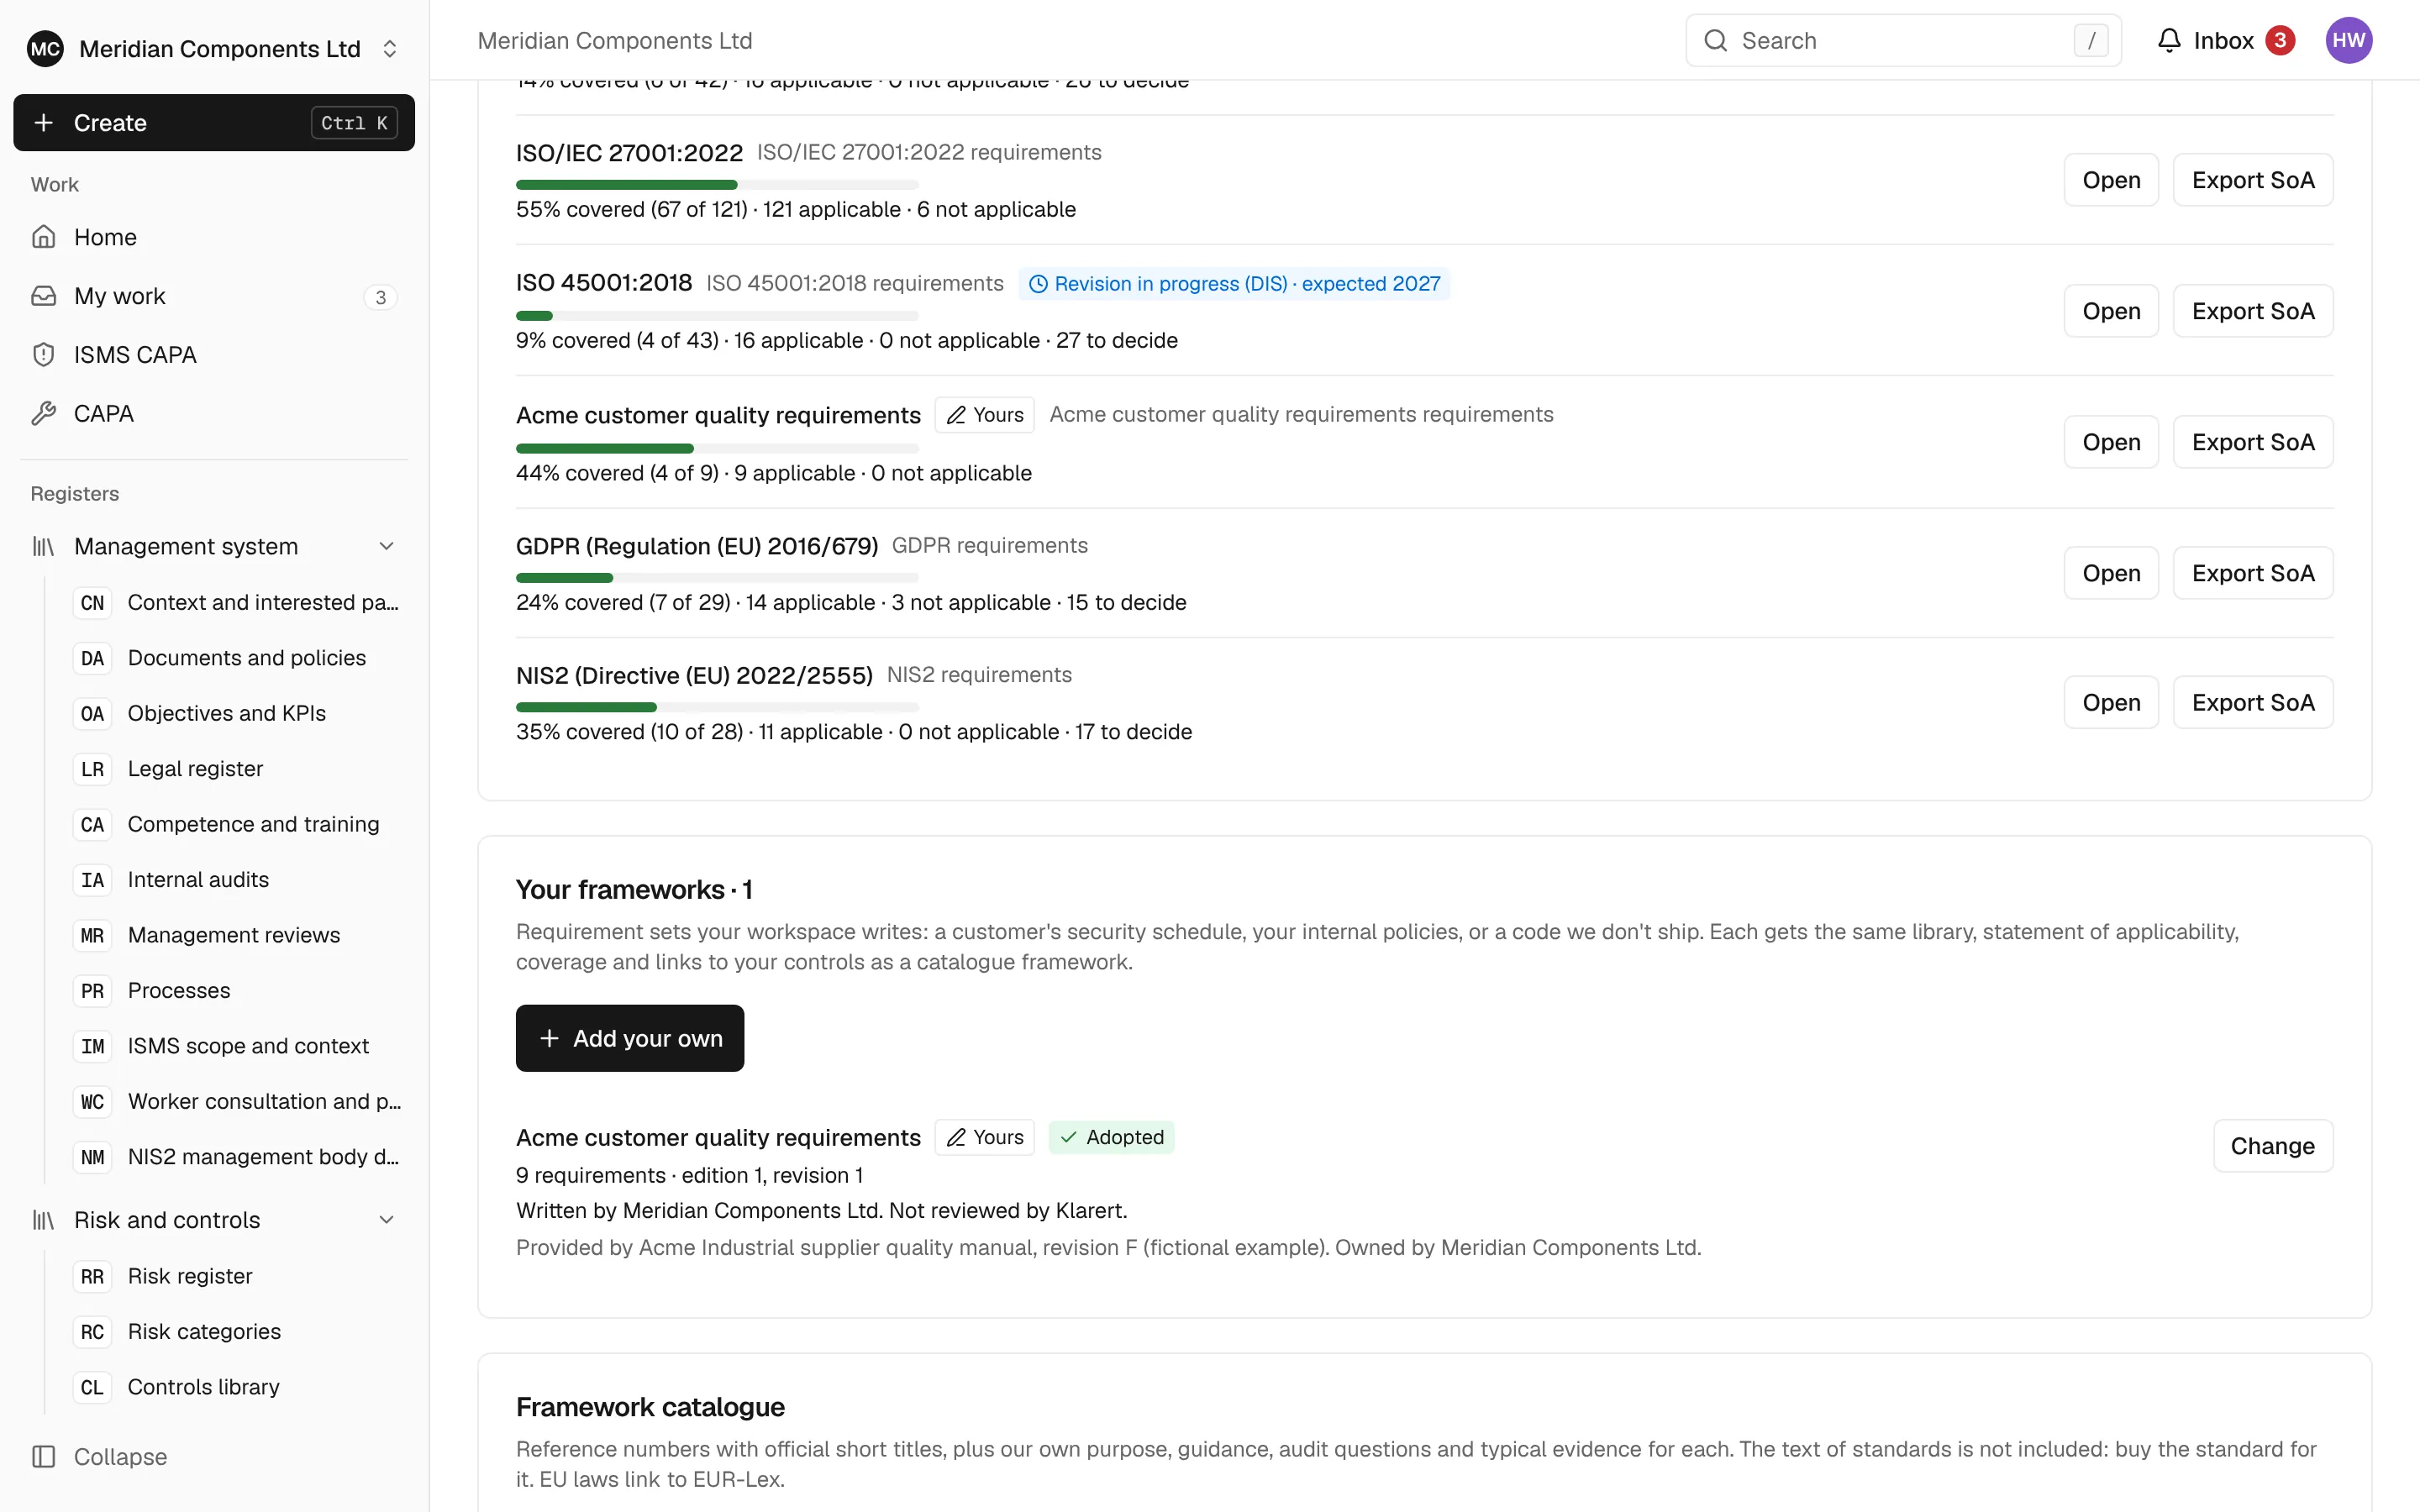 MC Meridian Components Ltd
Create Ctrl K
Work
Home
My work 3
ISMS CAPA
CAPA
Registers
Management system
CN Context and interested pa...
DA Documents and policies
OA Objectives and KPIs
LR Legal register
CA Competence and training
IA Internal audits
MR Management reviews
PR Processes
IM ISMS scope and context
WC Worker consultation and p...
NM NIS2 management body d...
Risk and controls
RR Risk register
RC Risk categories
CL Controls library
Collapse
Meridian Components Ltd
Search /
Inbox 3
HW
14% covered (6 of 42) · 16 applicable · 0 not applicable · 26 to decide
ISO/IEC 27001:2022 ISO/IEC 27001:2022 requirements
55% covered (67 of 121) · 121 applicable · 6 not applicable
Open Export SoA
ISO 45001:2018 ISO 45001:2018 requirements Revision in progress (DIS) · expected 2027
9% covered (4 of 43) · 16 applicable · 0 not applicable · 27 to decide
Open Export SoA
Acme customer quality requirements Yours Acme customer quality requirements requirements
44% covered (4 of 9) · 9 applicable · 0 not applicable
Open Export SoA
GDPR (Regulation (EU) 2016/679) GDPR requirements
24% covered (7 of 29) · 14 applicable · 3 not applicable · 15 to decide
Open Export SoA
NIS2 (Directive (EU) 2022/2555) NIS2 requirements
35% covered (10 of 28) · 11 applicable · 0 not applicable · 17 to decide
Open Export SoA
Your frameworks · 1
Requirement sets your workspace writes: a customer's security schedule, your internal policies, or a code we don't ship. Each gets the same library, statement of applicability,
coverage and links to your controls as a catalogue framework.
Add your own
Acme customer quality requirements Yours Adopted
9 requirements · edition 1, revision 1
Written by Meridian Components Ltd. Not reviewed by Klarert.
Provided by Acme Industrial supplier quality manual, revision F (fictional example). Owned by Meridian Components Ltd.
Change
Framework catalogue
Reference numbers with official short titles, plus our own purpose, guidance, audit questions and typical evidence for each. The text of standards is not included: buy the standard for
it. EU laws link to EUR-Lex.